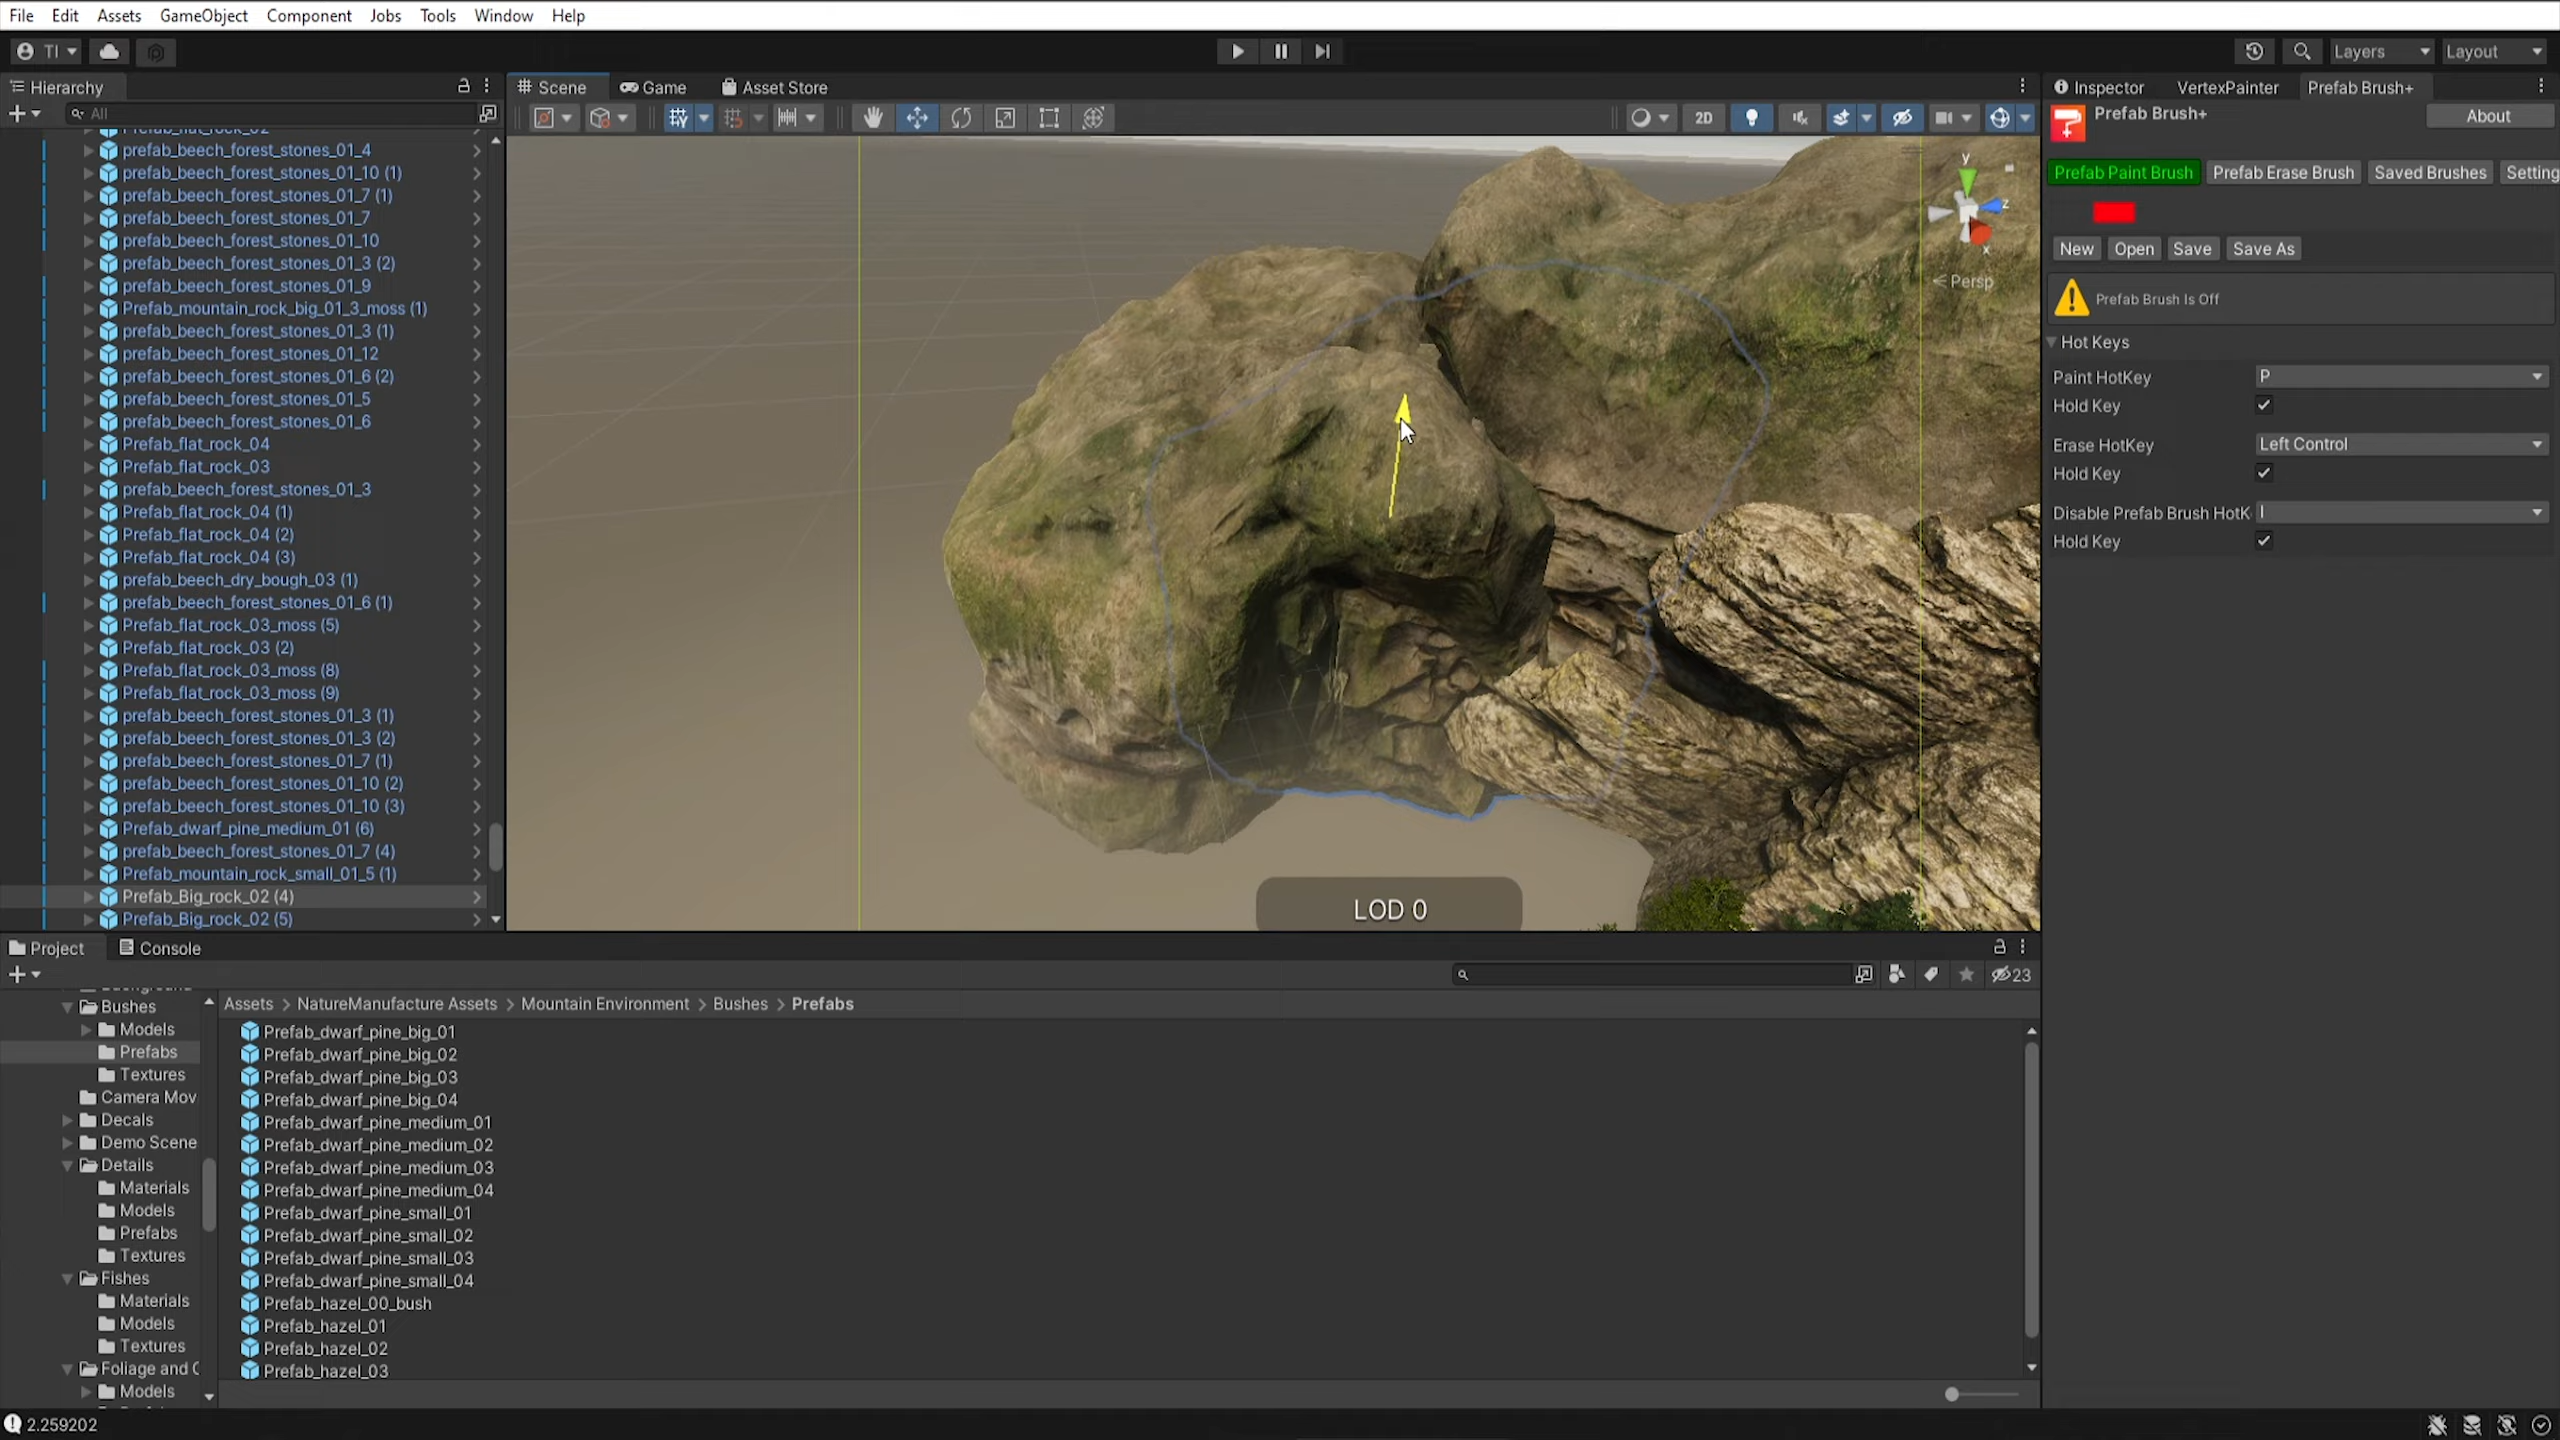 File Edit Assets GameObject Component Jobs Tools Window Help
TI Layers Layout
Hierarchy
All
Prefab_flat_rock_02
prefab_beech_forest_stones_01_4
prefab_beech_forest_stones_01_10 (1)
prefab_beech_forest_stones_01_7 (1)
prefab_beech_forest_stones_01_7
prefab_beech_forest_stones_01_10
prefab_beech_forest_stones_01_3 (2)
prefab_beech_forest_stones_01_9
Prefab_mountain_rock_big_01_3_moss (1)
prefab_beech_forest_stones_01_3 (1)
prefab_beech_forest_stones_01_12
prefab_beech_forest_stones_01_6 (2)
prefab_beech_forest_stones_01_5
prefab_beech_forest_stones_01_6
Prefab_flat_rock_04
Prefab_flat_rock_03
prefab_beech_forest_stones_01_3
Prefab_flat_rock_04 (1)
Prefab_flat_rock_04 (2)
Prefab_flat_rock_04 (3)
prefab_beech_dry_bough_03 (1)
prefab_beech_forest_stones_01_6 (1)
Prefab_flat_rock_03_moss (5)
Prefab_flat_rock_03 (2)
Prefab_flat_rock_03_moss (8)
Prefab_flat_rock_03_moss (9)
prefab_beech_forest_stones_01_3 (1)
prefab_beech_forest_stones_01_3 (2)
prefab_beech_forest_stones_01_7 (1)
prefab_beech_forest_stones_01_10 (2)
prefab_beech_forest_stones_01_10 (3)
Prefab_dwarf_pine_medium_01 (6)
prefab_beech_forest_stones_01_7 (4)
Prefab_mountain_rock_small_01_5 (1)
Prefab_Big_rock_02 (4)
Prefab_Big_rock_02 (5)
Scene Game Asset Store
2D
y
z
x
Persp
LOD 0
Inspector VertexPainter Prefab Brush+
Prefab Brush+ About
Prefab Paint Brush Prefab Erase Brush Saved Brushes Setting
New Open Save Save As
Prefab Brush Is Off
Hot Keys
Paint HotKey P
Hold Key
Erase HotKey Left Control
Hold Key
Disable Prefab Brush HotK I
Hold Key
Project Console
23
Bushes
Models
Prefabs
Textures
Camera Mov
Decals
Demo Scene
Details
Materials
Models
Prefabs
Textures
Fishes
Materials
Models
Textures
Foliage and
Models
Assets > NatureManufacture Assets > Mountain Environment > Bushes > Prefabs
Prefab_dwarf_pine_big_01
Prefab_dwarf_pine_big_02
Prefab_dwarf_pine_big_03
Prefab_dwarf_pine_big_04
Prefab_dwarf_pine_medium_01
Prefab_dwarf_pine_medium_02
Prefab_dwarf_pine_medium_03
Prefab_dwarf_pine_medium_04
Prefab_dwarf_pine_small_01
Prefab_dwarf_pine_small_02
Prefab_dwarf_pine_small_03
Prefab_dwarf_pine_small_04
Prefab_hazel_00_bush
Prefab_hazel_01
Prefab_hazel_02
Prefab_hazel_03
2.259202